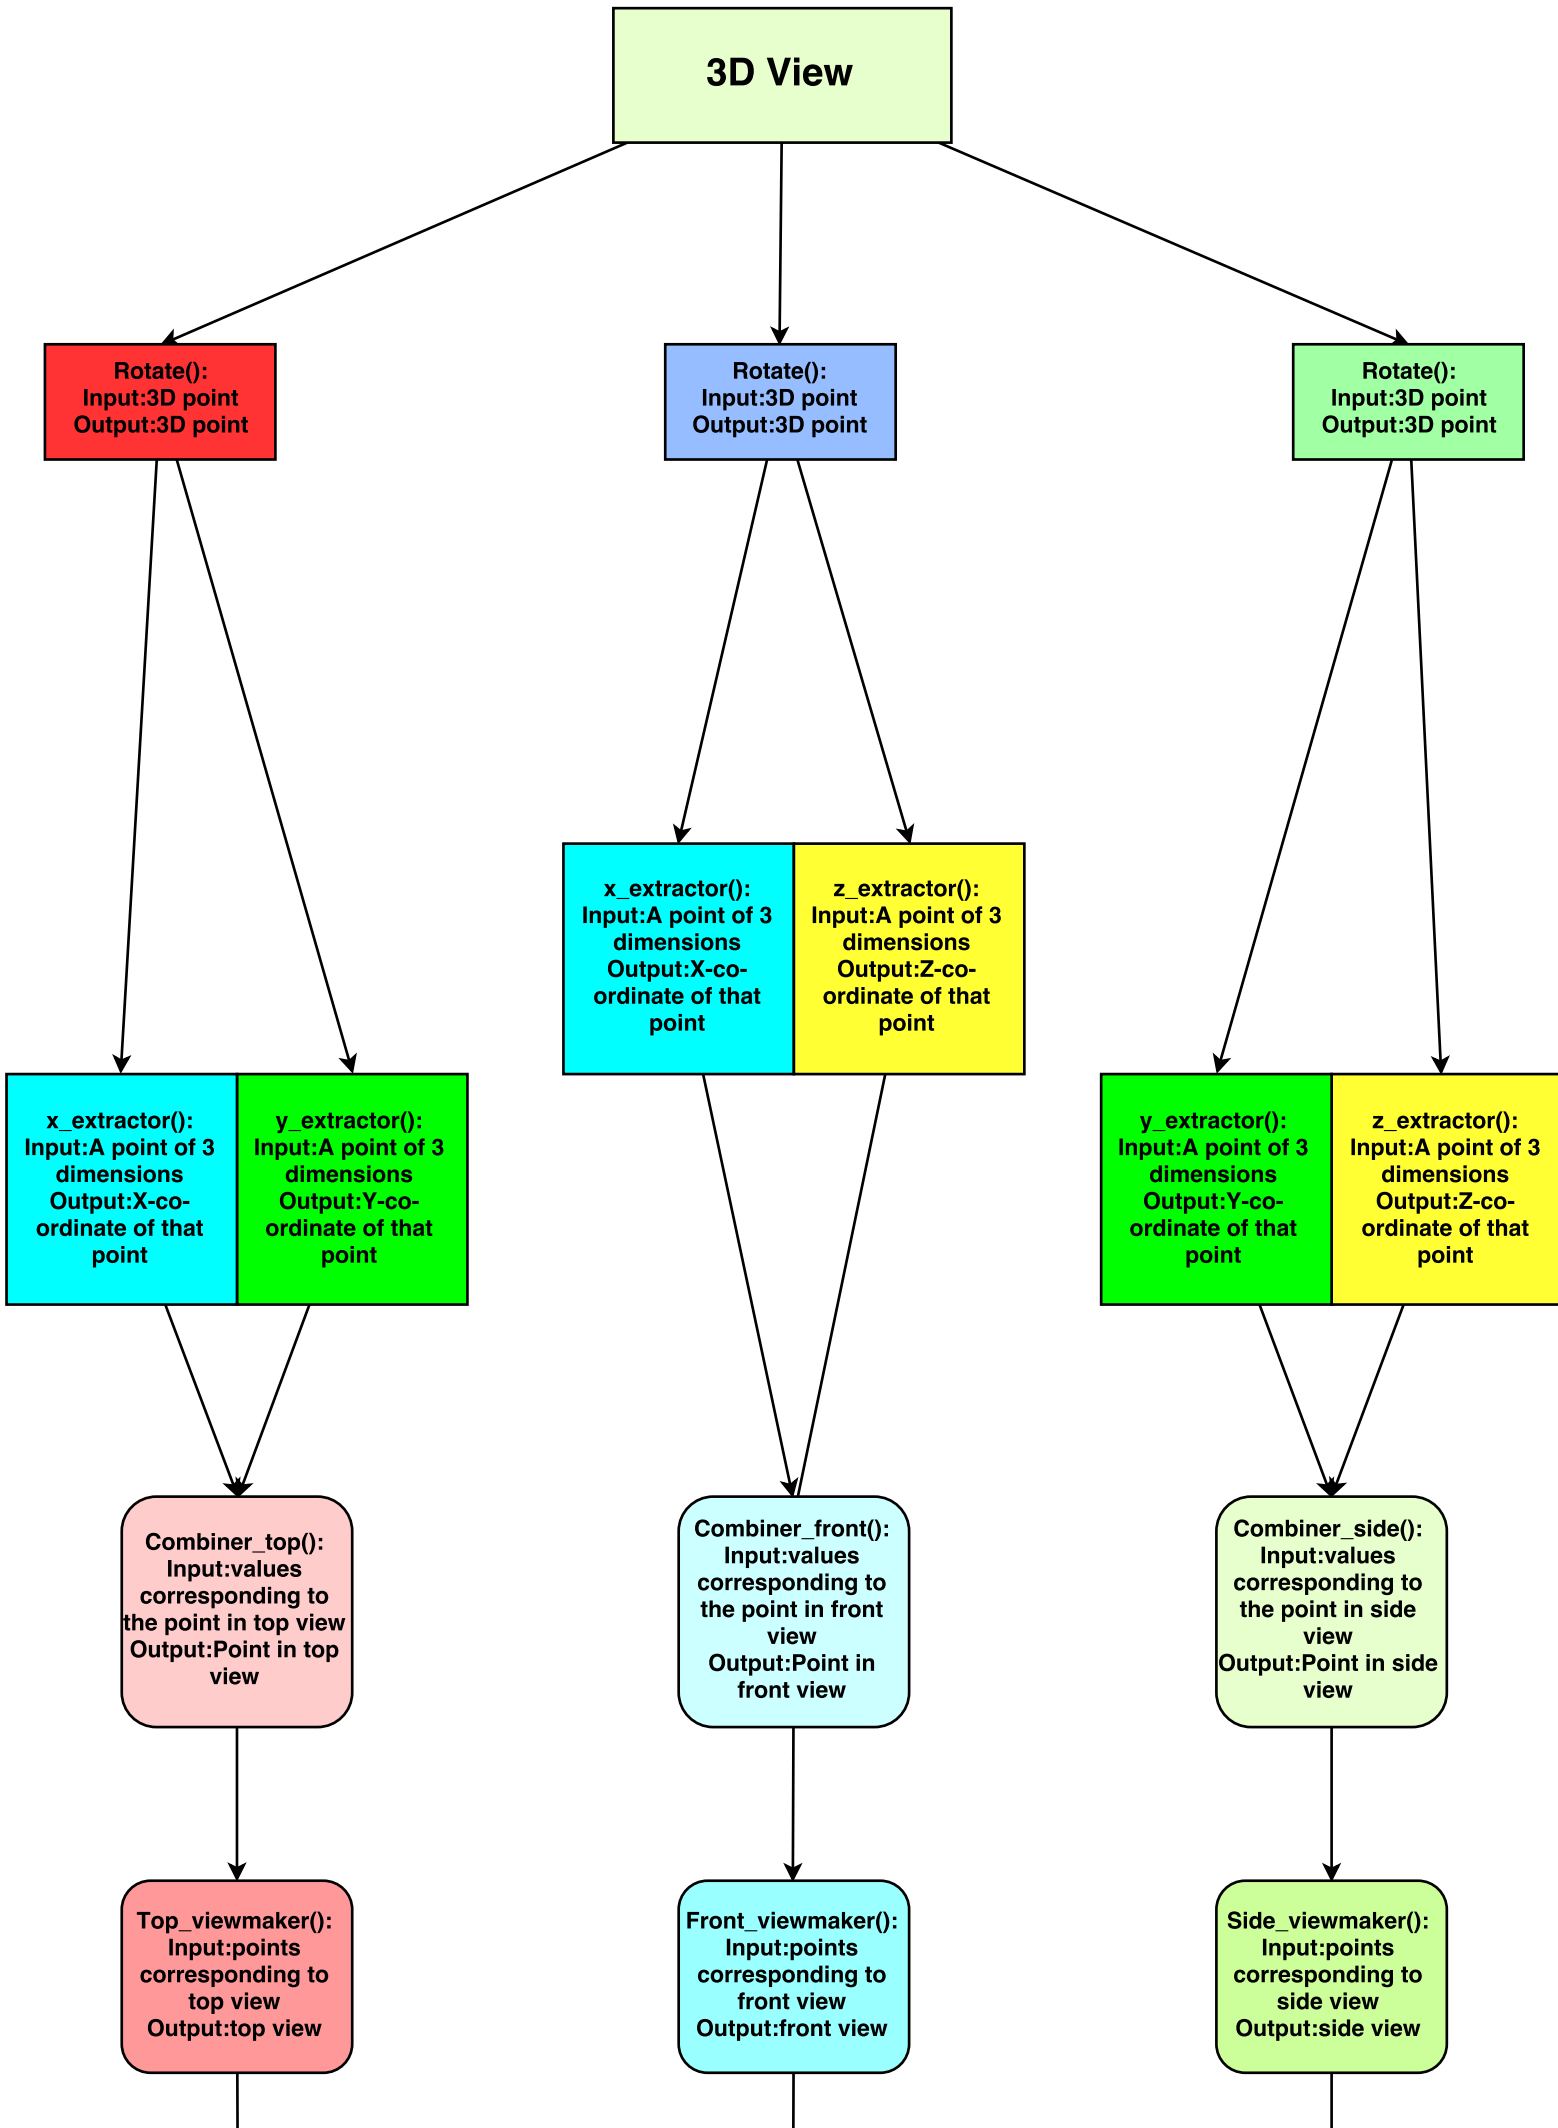 3D View
Rotate():
Input:3D point
Output:3D point
Rotate():
Input:3D point
Output:3D point
Rotate():
Input:3D point
Output:3D point
x_extractor():
Input:A point of 3
dimensions
Output:X-co-
ordinate of that
point
z_extractor():
Input:A point of 3
dimensions
Output:Z-co-
ordinate of that
point
x_extractor():
Input:A point of 3
dimensions
Output:X-co-
ordinate of that
point
y_extractor():
Input:A point of 3
dimensions
Output:Y-co-
ordinate of that
point
y_extractor():
Input:A point of 3
dimensions
Output:Y-co-
ordinate of that
point
z_extractor():
Input:A point of 3
dimensions
Output:Z-co-
ordinate of that
point
Combiner_top():
Input:values
corresponding to
the point in top view
Output:Point in top
view
Combiner_front():
Input:values
corresponding to
the point in front
view
Output:Point in
front view
Combiner_side():
Input:values
corresponding to
the point in side
view
Output:Point in side
view
Top_viewmaker():
Input:points
corresponding to
top view
Output:top view
Front_viewmaker():
Input:points
corresponding to
front view
Output:front view
Side_viewmaker():
Input:points
corresponding to
side view
Output:side view